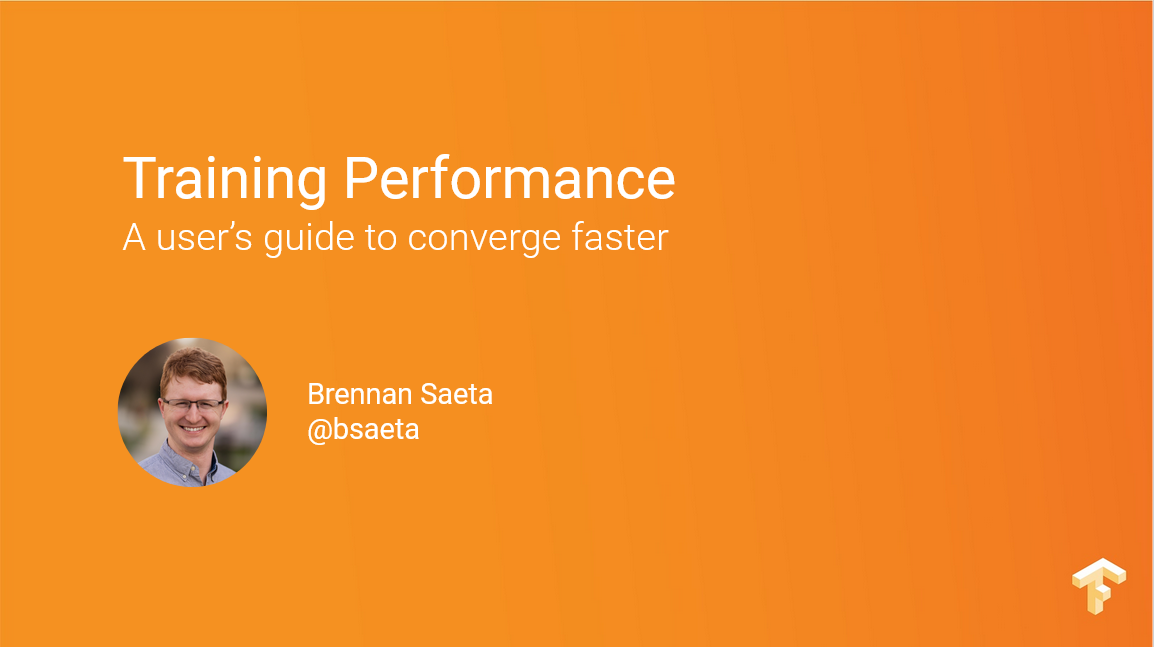 Training Performance
A user’s guide to converge faster
Brennan Saeta
@bsaeta